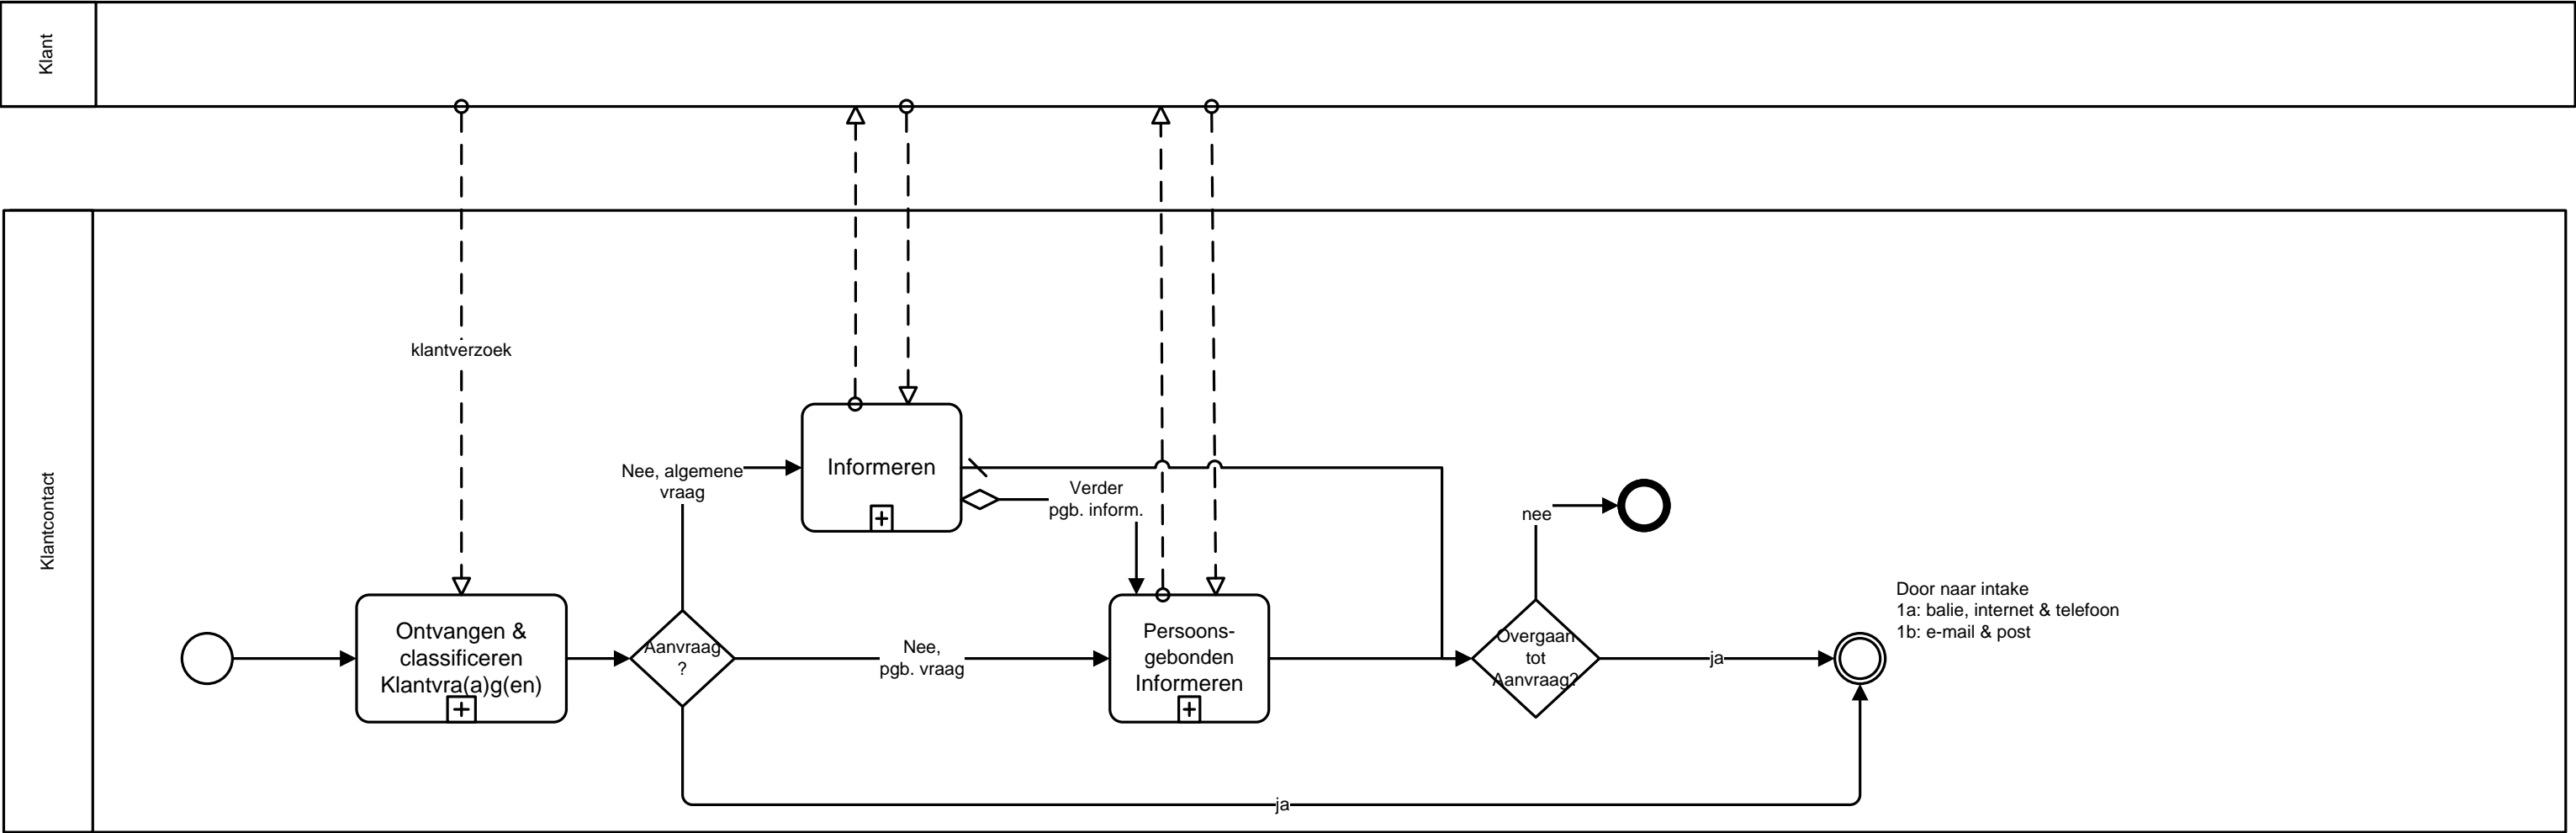 Klant
klantverzoek
Klantcontact
Nee, algemene
vraag
Informeren
Verder
pgb. inform.
nee
Ontvangen &
classificeren
Klantvra(a)g(en)
Aanvraag
?
Nee,
pgb. vraag
Persoons-
gebonden
Informeren
Overgaan
tot
Aanvraag?
ja
Door naar intake
1a: balie, internet & telefoon
1b: e-mail & post
ja